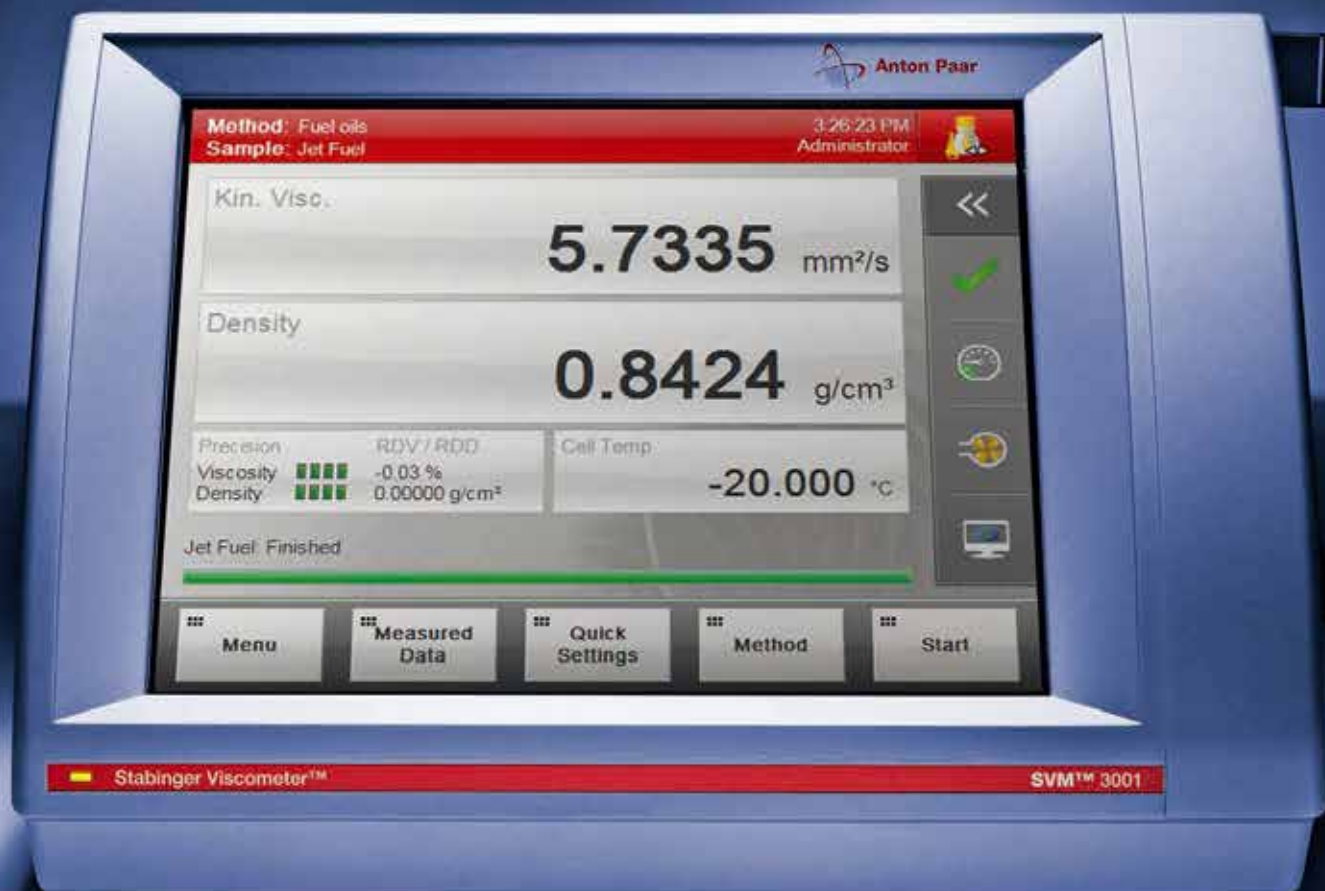 Anton Paar
Method: Fuel oils
Sample: Jet Fuel
3:26:23 PM
Administrator
Kin. Visc.
5.7335 mm²/s
Density
0.8424 g/cm³
Precision RDV / RDD
Viscosity -0.03 %
Density 0.00000 g/cm³
Cell Temp
-20.000 °C
Jet Fuel: Finished
Menu
Measured
Data
Quick
Settings
Method
Start
Stabinger Viscometer™
SVM™ 3001